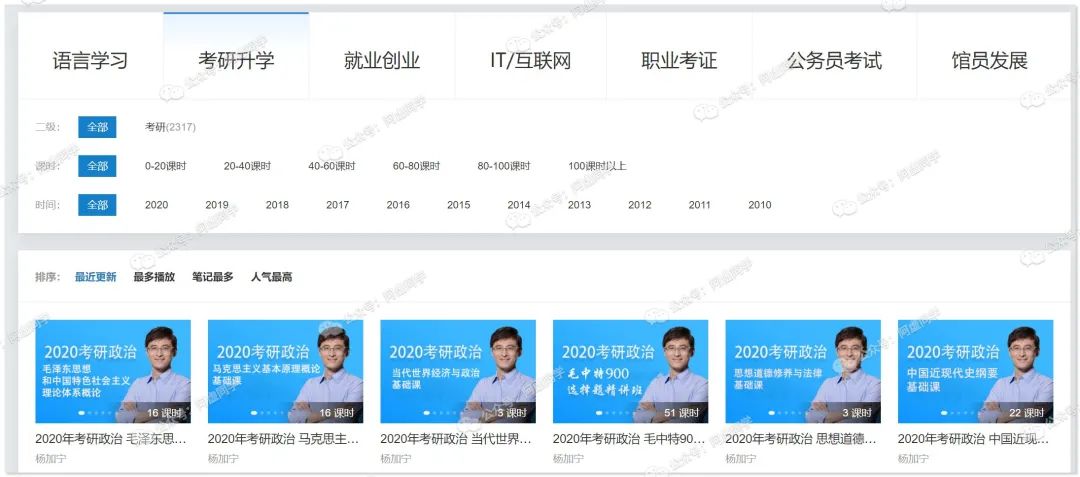 语言学习 考研升学 就业创业 IT/互联网 职业考证 公务员考试 馆员发展
二级: 全部 考研(2317)
课时: 全部 0-20课时 20-40课时 40-60课时 60-80课时 80-100课时 100课时以上
时间: 全部 2020 2019 2018 2017 2016 2015 2014 2013 2012 2011 2010
排序: 最近更新 最多播放 笔记最多 人气最高
2020考研政治
毛泽东思想
和中国特色社会主义
理论体系概论
16 课时
2020年考研政治 毛泽东思...
杨加宁
2020考研政治
马克思主义基本原理概论
基础课
16 课时
2020年考研政治 马克思主...
杨加宁
2020考研政治
当代世界经济与政治
基础课
3 课时
2020年考研政治 当代世界...
杨加宁
2020考研政治
毛中特900
选择题精讲班
51 课时
2020年考研政治 毛中特90...
杨加宁
2020考研政治
思想道德修养与法律
基础课
3 课时
2020年考研政治 思想道德...
杨加宁
2020考研政治
中国近现代史纲要
基础课
22 课时
2020年考研政治 中国近现...
杨加宁
公众号: 阿虚同学